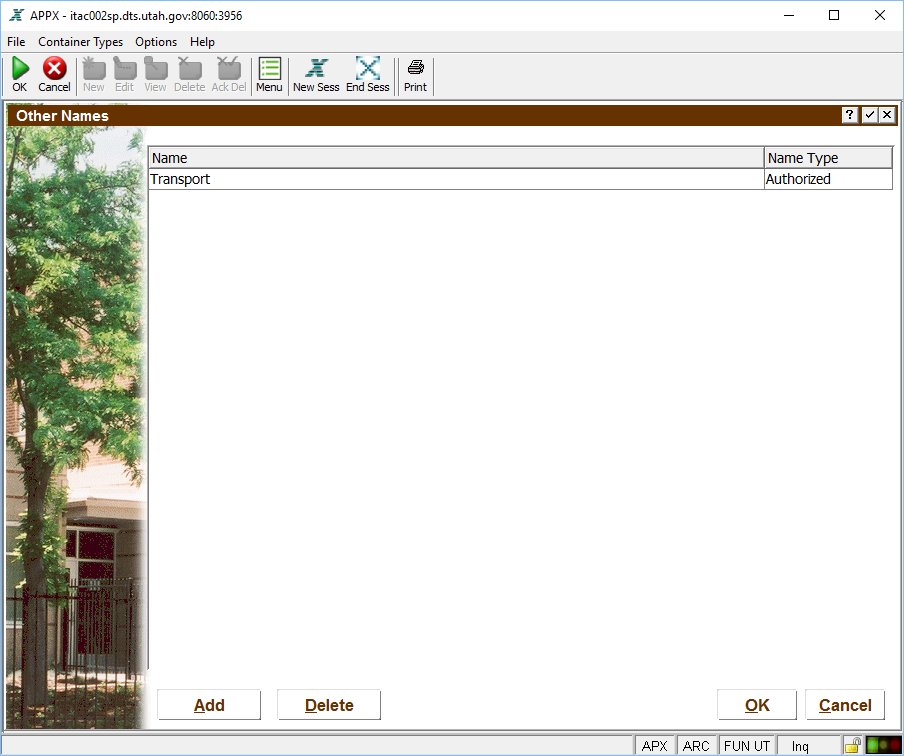 APPX - itac002sp.dts.utah.gov:8060:3956
File Container Types Options Help
OK Cancel New Edit View Delete Ack Del Menu New Sess End Sess Print
Other Names ?
Name Name Type
Transport Authorized
Add Delete OK Cancel
APX ARC FUN UT Inq